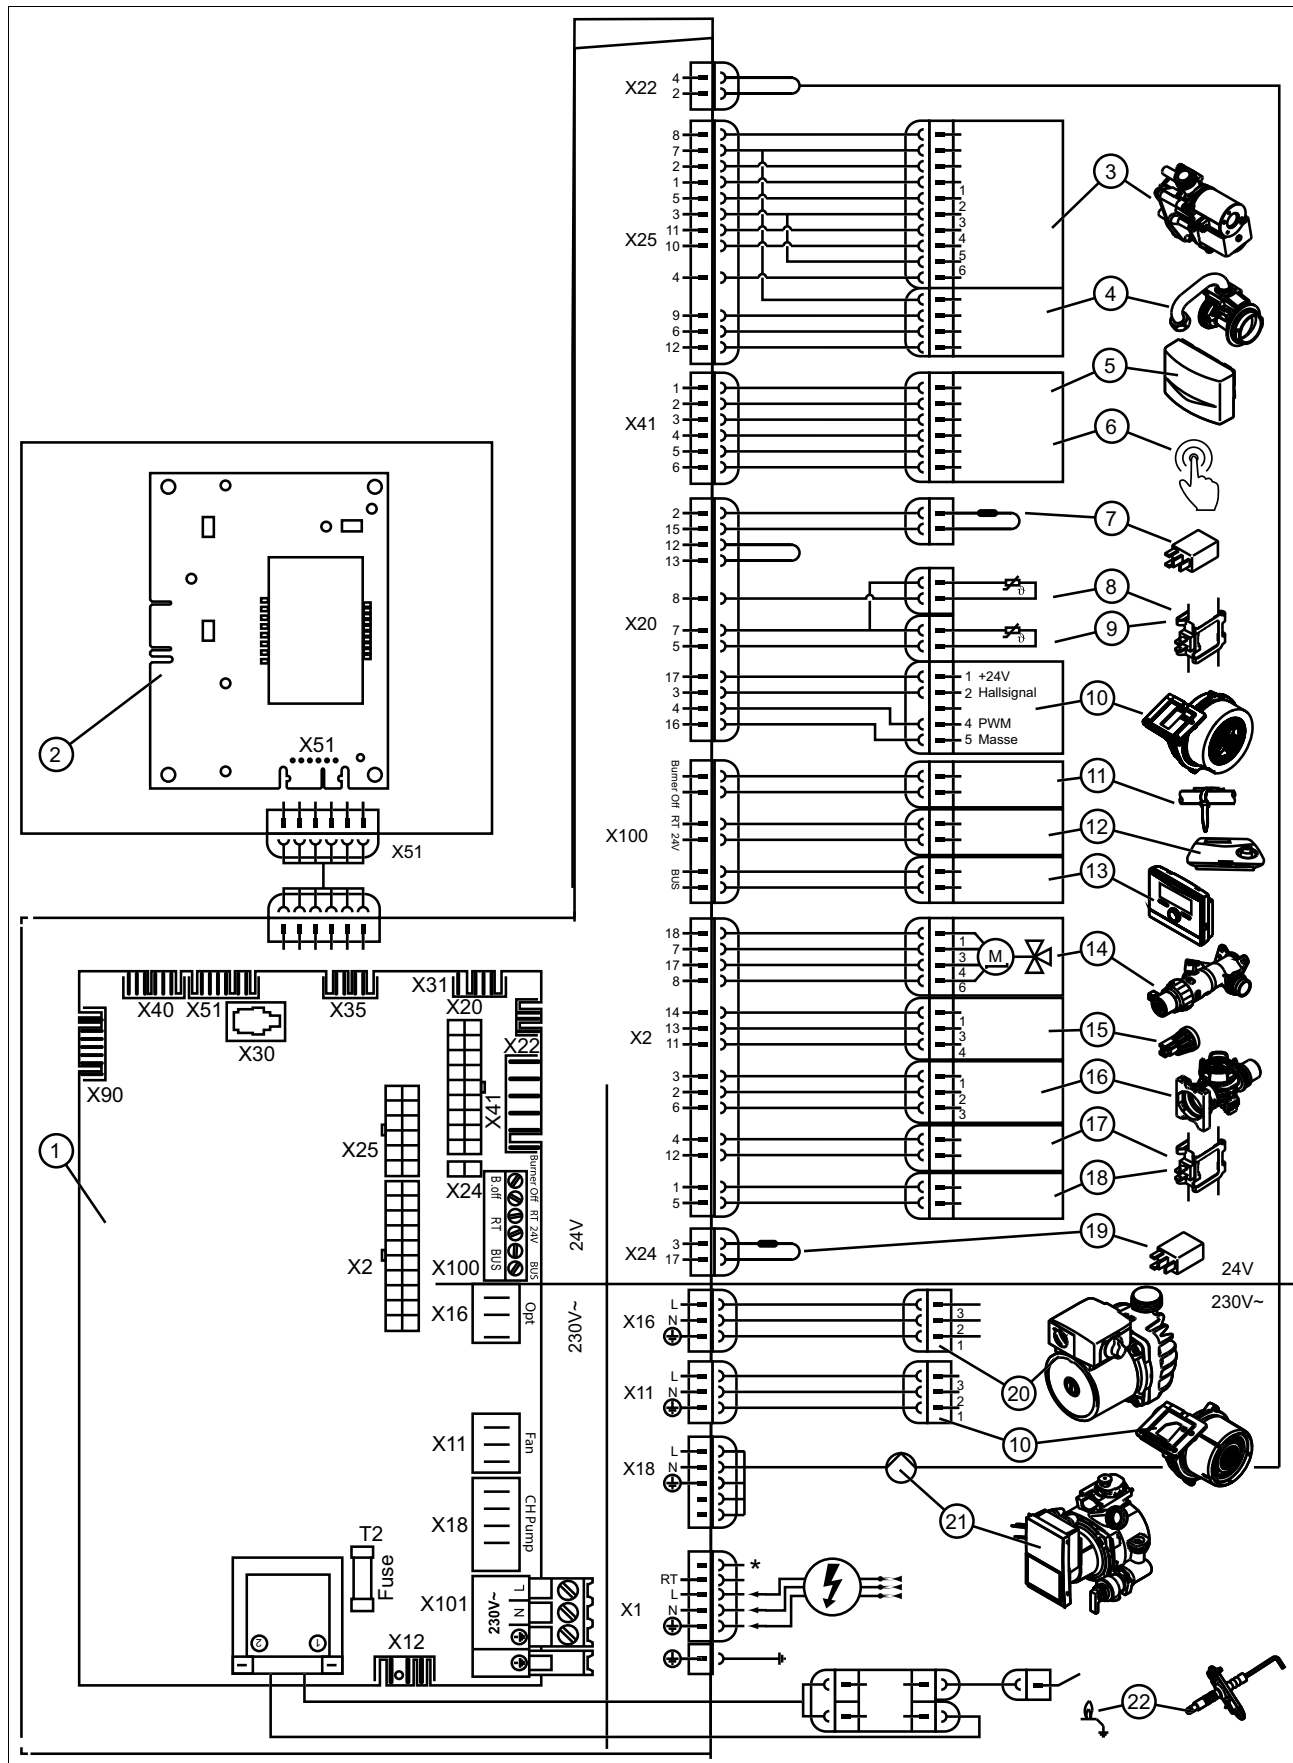 X22
4
2
X25
8
7
2
1
5
3
11
10
4
9
6
12
1
2
3
4
5
6
3
4
X41
1
2
3
4
5
6
5
6
X20
2
15
12
13
8
7
5
17
3
4
16
ϑ
ϑ
1 +24V
2 Hallsignal
4 PWM
5 Masse
7
8
9
10
X100
Burner Off
RT 24V
BUS
11
12
13
X2
18
7
17
8
14
13
11
3
2
6
4
12
1
5
1
3
4
6
M
1
3
4
1
2
3
14
15
16
17
18
X24
3
17
19
24V
230V~
X16
L
N
3
2
1
X11
L
N
3
2
1
20
10
X18
L
N
21
X1
*
RT
L
N
22
2
X51
X51
1
X40
X51
X35
X31
X20
X30
X22
X90
X41
X25
X24
X2
X100
B.off
RT
BUS
Burner Off
RT 24V
BUS
24V
230V~
X16
Opt
X11
Fan
X18
CH Pump
T2
Fuse
X101
230V~
L
N
X12
2
1